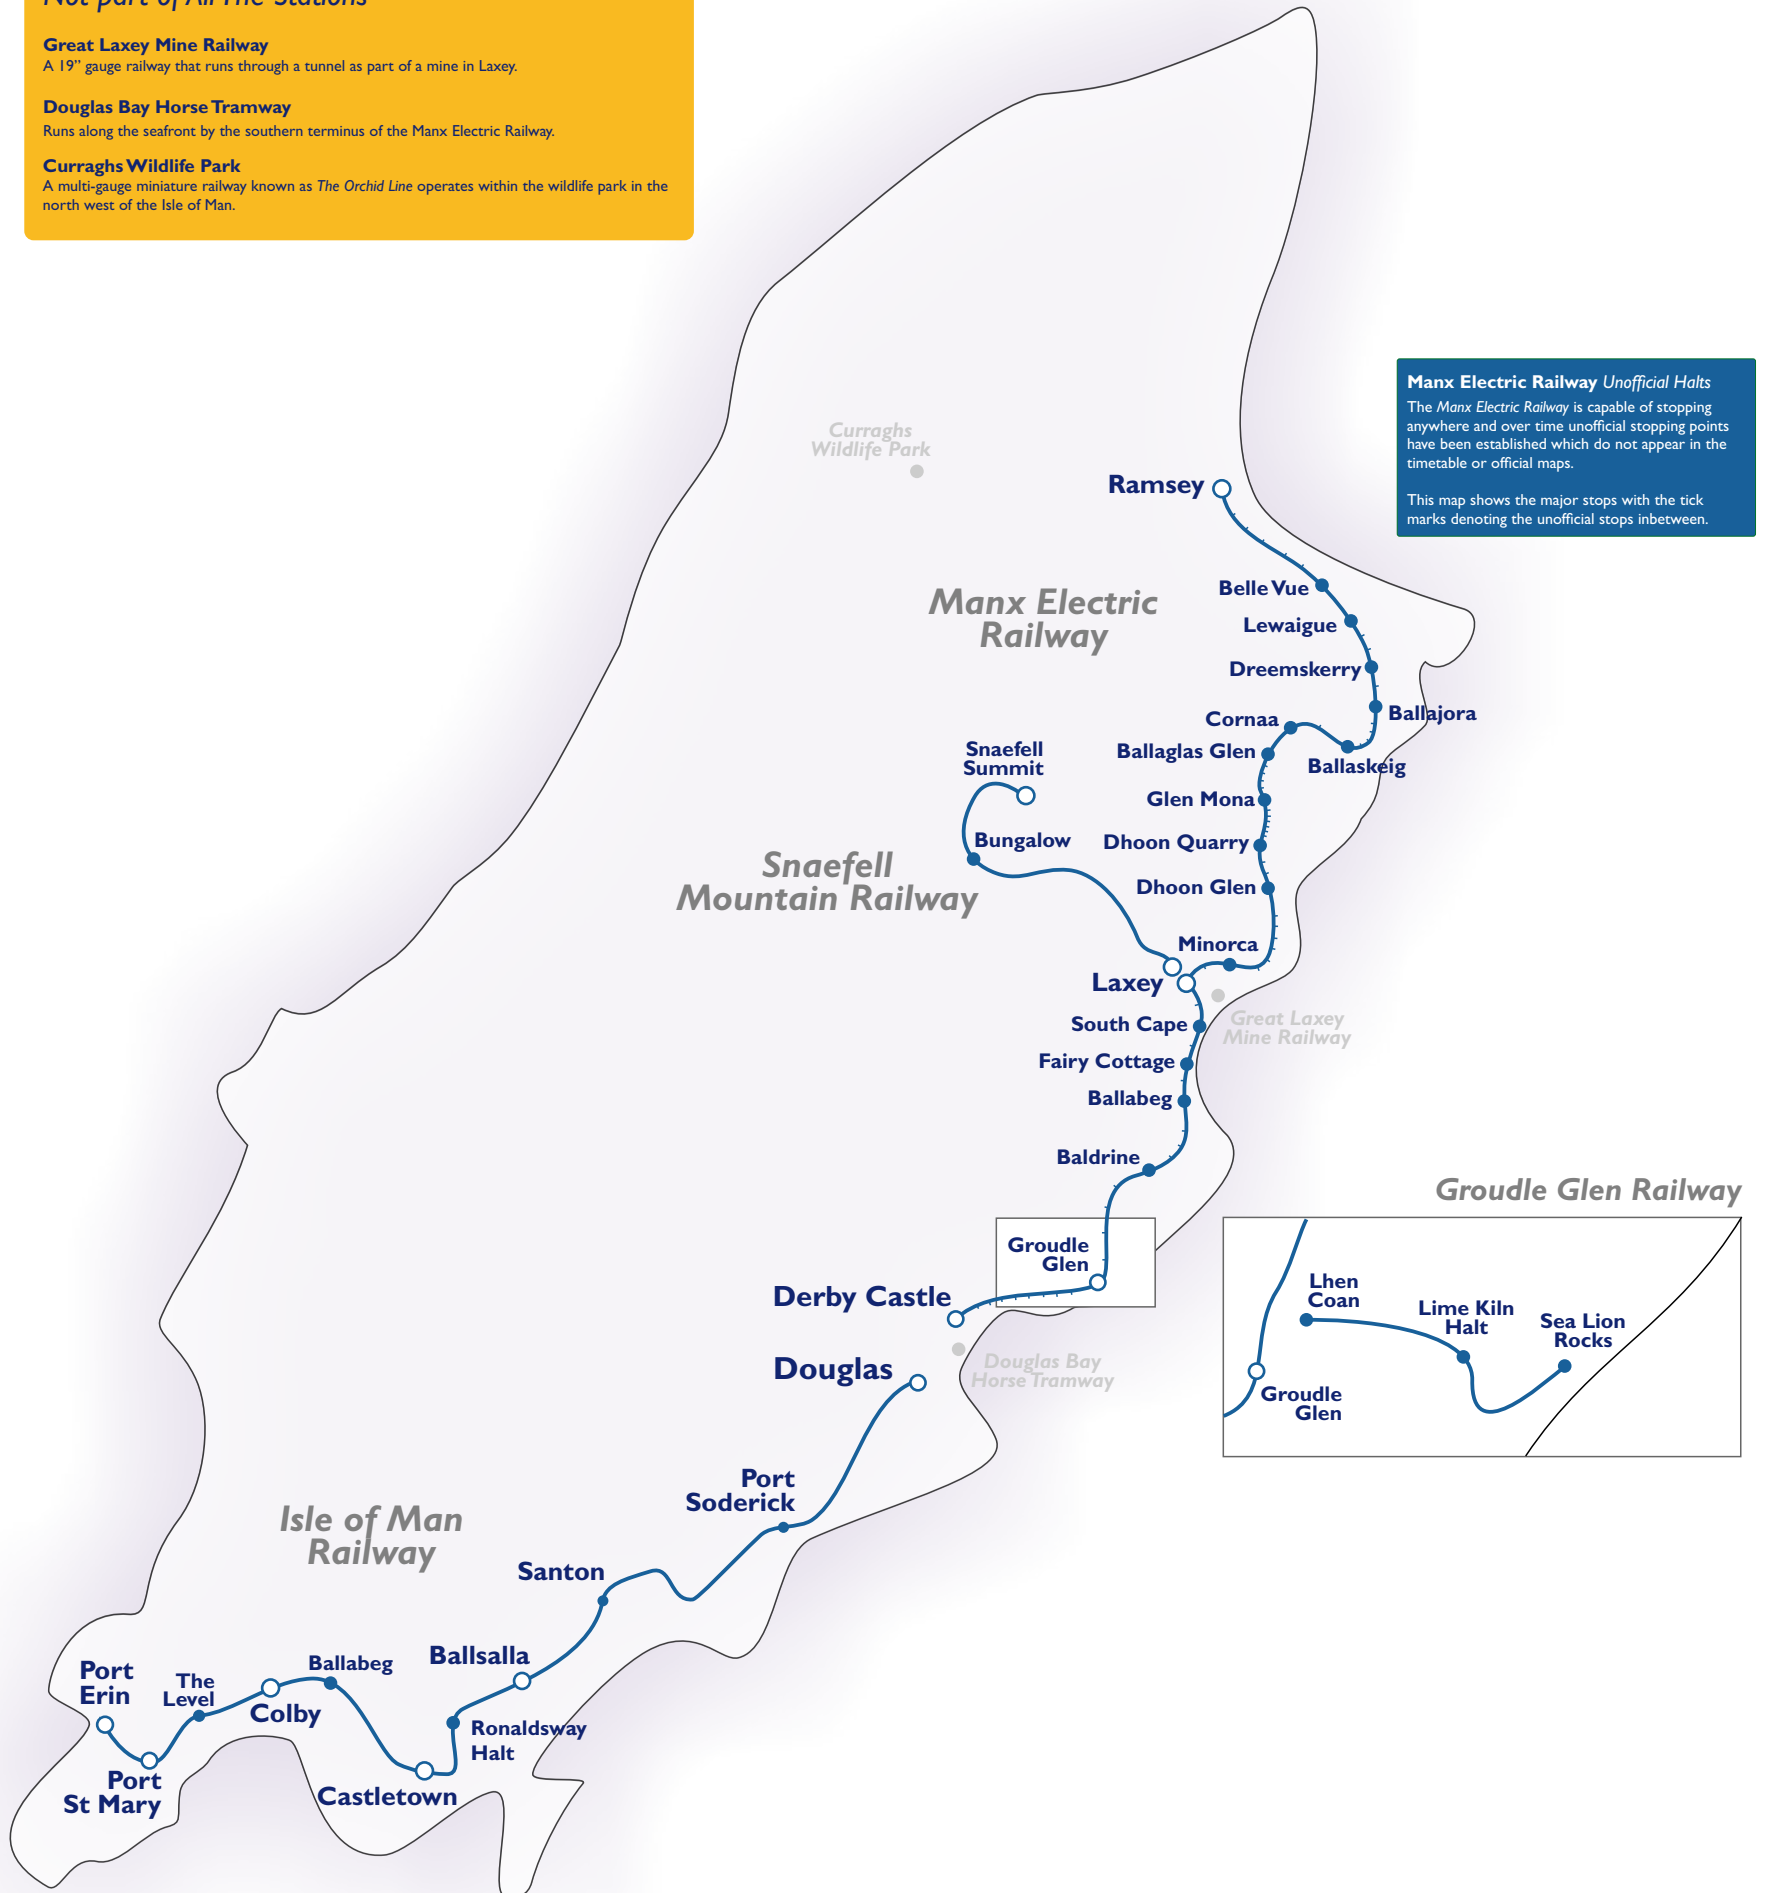 Not part of All The Stations
Great Laxey Mine Railway
A 19” gauge railway that runs through a tunnel as part of a mine in Laxey.
Douglas Bay Horse Tramway
Runs along the seafront by the southern terminus of the Manx Electric Railway.
Curraghs Wildlife Park
A multi-gauge miniature railway known as The Orchid Line operates within the wildlife park in the
north west of the Isle of Man.
Manx Electric Railway Unofficial Halts
The Manx Electric Railway is capable of stopping
anywhere and over time unofficial stopping points
have been established which do not appear in the
timetable or official maps.
This map shows the major stops with the tick
marks denoting the unofficial stops inbetween.
Curraghs
Wildlife Park
Ramsey
Manx Electric
Railway
Belle Vue
Lewaigue
Dreemskerry
Ballajora
Cornaa
Ballaskeig
Ballaglas Glen
Snaefell
Summit
Glen Mona
Bungalow
Dhoon Quarry
Snaefell
Mountain Railway
Dhoon Glen
Minorca
Laxey
Great Laxey
Mine Railway
South Cape
Fairy Cottage
Ballabeg
Baldrine
Groudle Glen Railway
Groudle
Glen
Lhen
Coan
Lime Kiln
Halt
Sea Lion
Rocks
Groudle
Glen
Derby Castle
Douglas
Douglas Bay
Horse Tramway
Port
Soderick
Isle of Man
Railway
Santon
Ballsalla
Ballabeg
Port
Erin
The
Level
Colby
Ronaldsway
Halt
Port
St Mary
Castletown